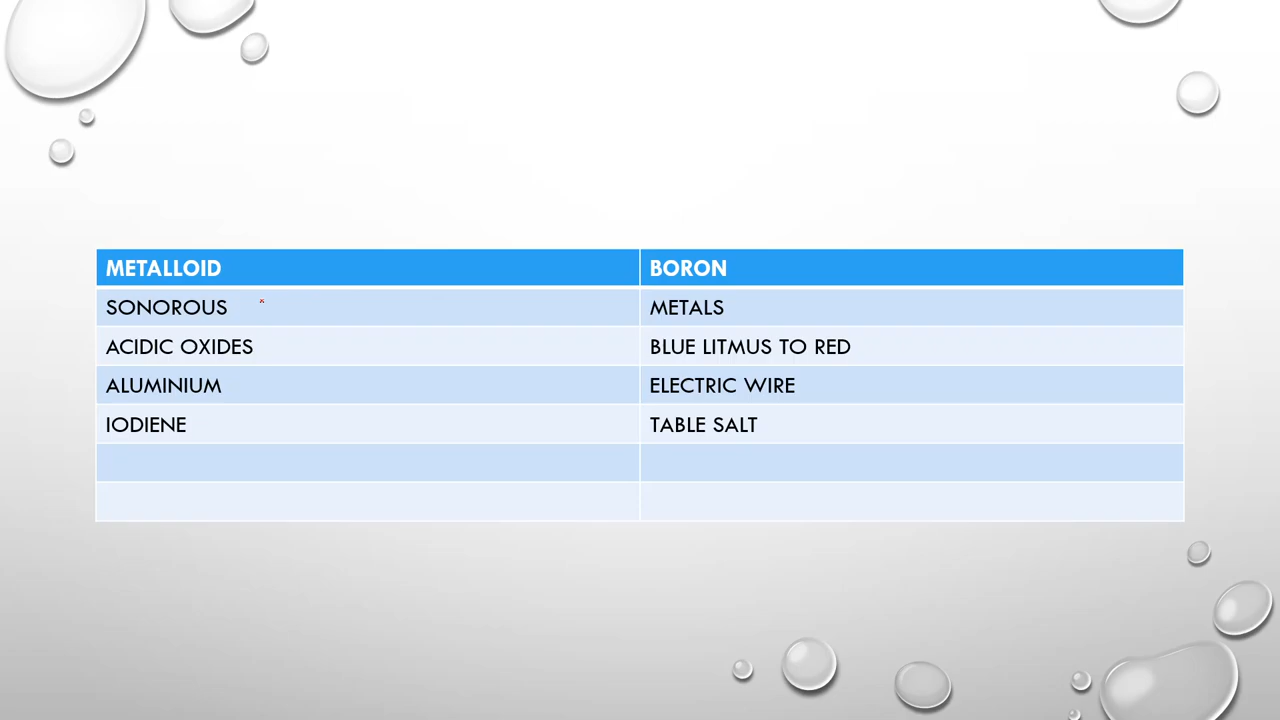 METALLOID BORON
SONOROUS METALS
ACIDIC OXIDES BLUE LITMUS TO RED
ALUMINIUM ELECTRIC WIRE
IODIENE TABLE SALT